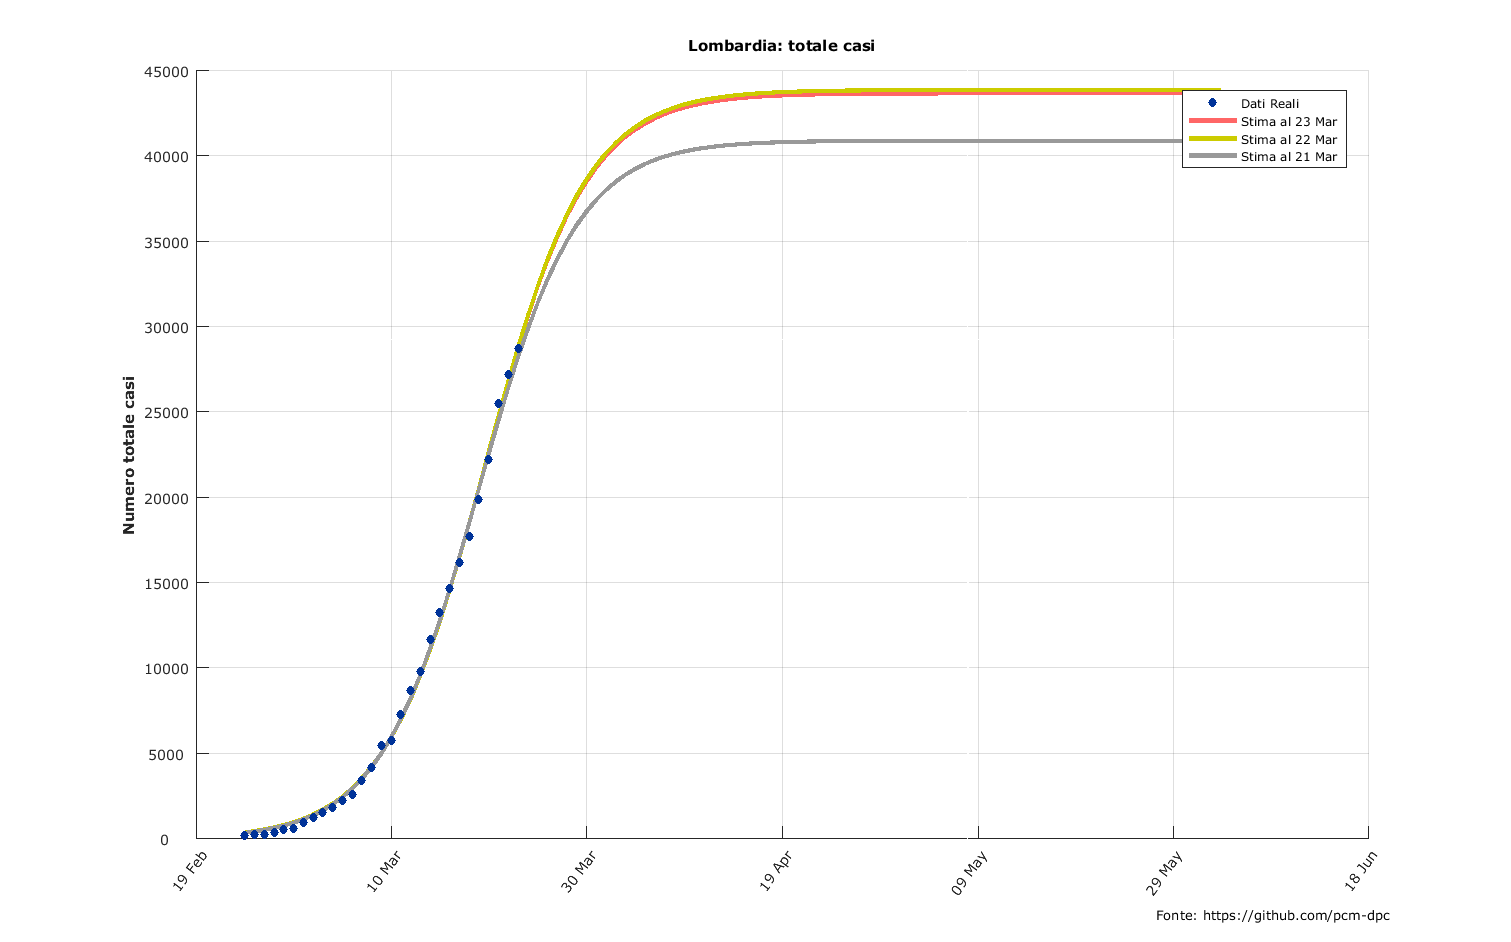 Lombardia: totale casi
45000
40000
35000
30000
25000
20000
15000
10000
5000
0
Numero totale casi
Dati Reali
Stima al 23 Mar
Stima al 22 Mar
Stima al 21 Mar
19 Feb
10 Mar
30 Mar
19 Apr
09 May
29 May
18 Jun
Fonte: https://github.com/pcm-dpc